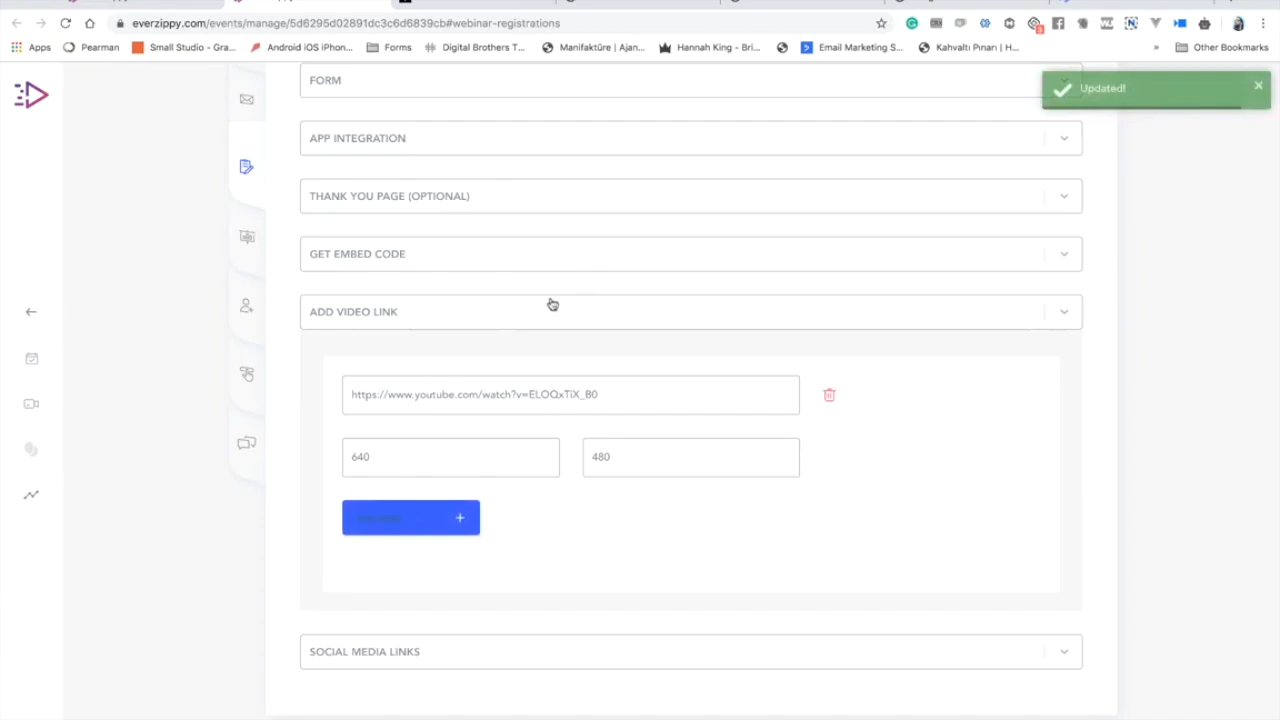 everzippy.com/events/manage/5d6295d02891dc3c6d6839cb#webinar-registrations
3
Apps
Pearman
Small Studio - Gra...
Android iOS iPhon...
Forms
Digital Brothers T...
Manifaktüre | Ajan...
Hannah King - Bri...
Email Marketing S...
Kahvaltı Pınarı | H...
»
Other Bookmarks
FORM
Updated!
APP INTEGRATION
THANK YOU PAGE (OPTIONAL)
GET EMBED CODE
ADD VIDEO LINK
https://www.youtube.com/watch?v=ELOQxTiX_B0
640
480
SOCIAL MEDIA LINKS